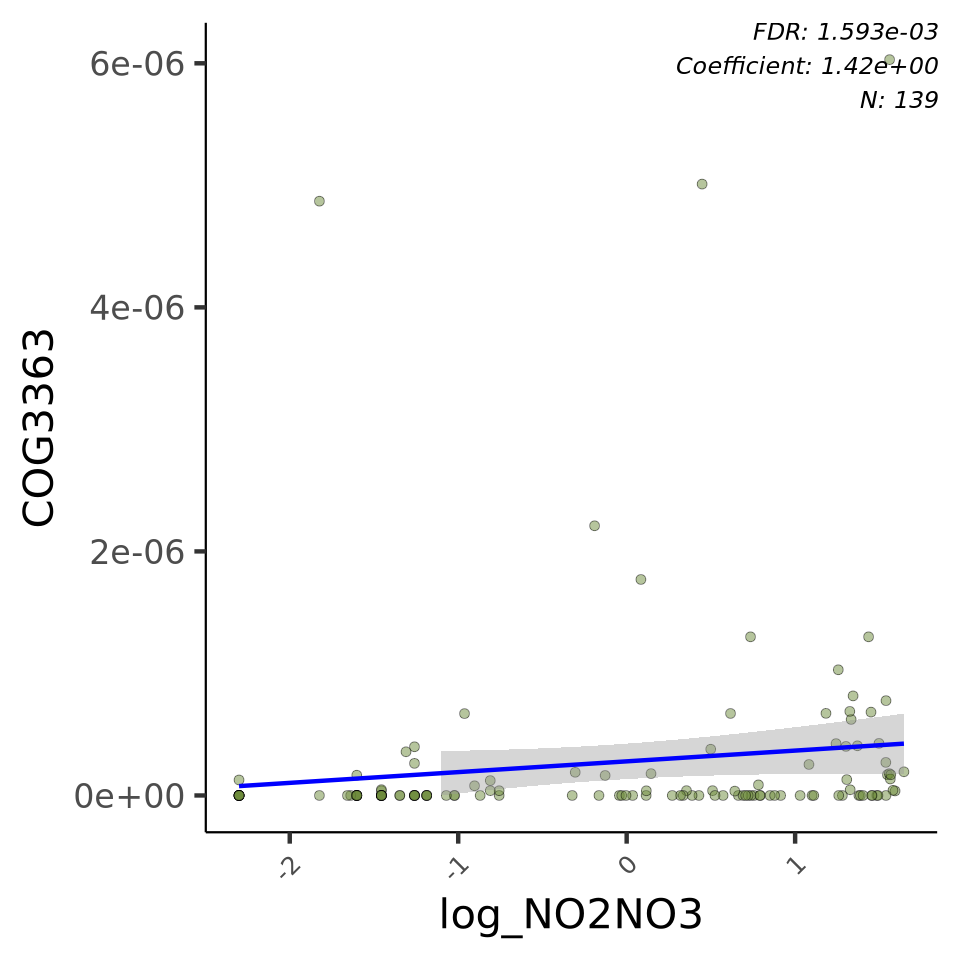 FDR: 1.593e-03
Coefficient: 1.42e+00
N: 139
6e-06
4e-06
2e-06
0e+00
COG3363
-2
-1
0
1
log_NO2NO3